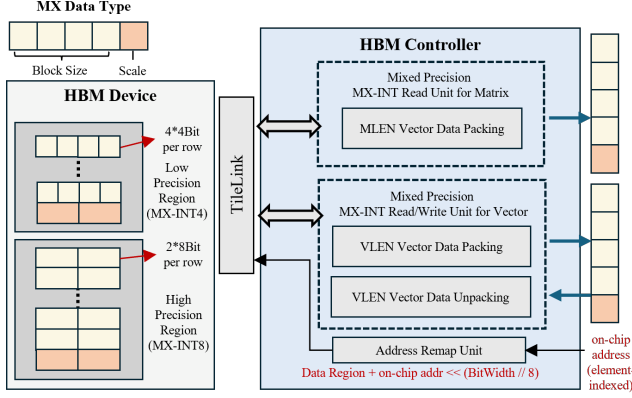 MX Data Type
Block Size
Scale
HBM Device
4*4Bit
per row
Low
Precision
Region
(MX-INT4)
2*8Bit
per row
High
Precision
Region
(MX-INT8)
TileLink
HBM Controller
Mixed Precision
MX-INT Read Unit for Matrix
MLEN Vector Data Packing
Mixed Precision
MX-INT Read/Write Unit for Vector
VLEN Vector Data Packing
VLEN Vector Data Unpacking
Address Remap Unit
Data Region + on-chip addr << (BitWidth // 8)
on-chip
address
(element-
indexed)